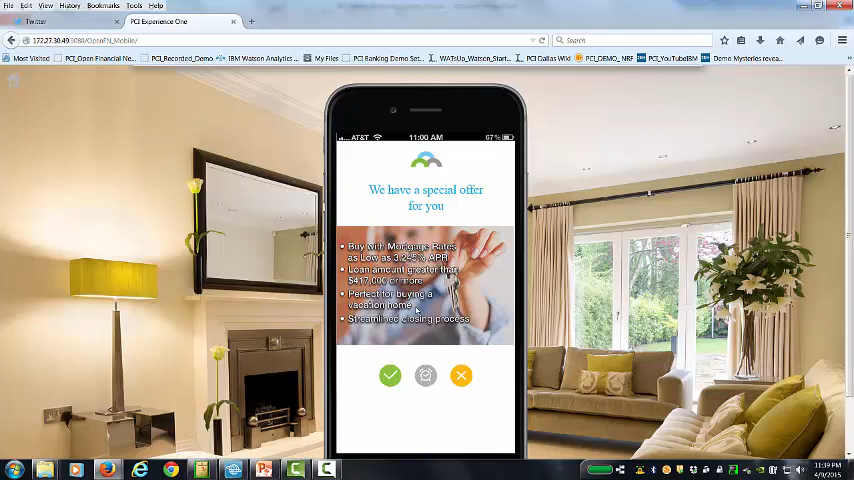 File Edit View History Bookmarks Tools Help
Twitter × PCI Experience One × +
172.27.30.49:9080/OpenFN_Mobile/
Search
Most Visited PCI_Open Financial Ne... PCI_Recorded_Demo IBM Watson Analytics ... My Files PCI Banking Demo Set... WATsUp_Watson_Start... PCI Dallas Wiki PCI_DEMO_NRF PCI_YouTubeIBM Demo Mysteries revea...
AT&T 11:00 AM 67%
We have a special offer
for you
• Buy with Mortgage Rates
as Low as 3.245% APR
• Loan amount greater than
$417,000 or more
• Perfect for buying a
vacation home
• Streamlined closing process
11:39 PM
4/9/2015